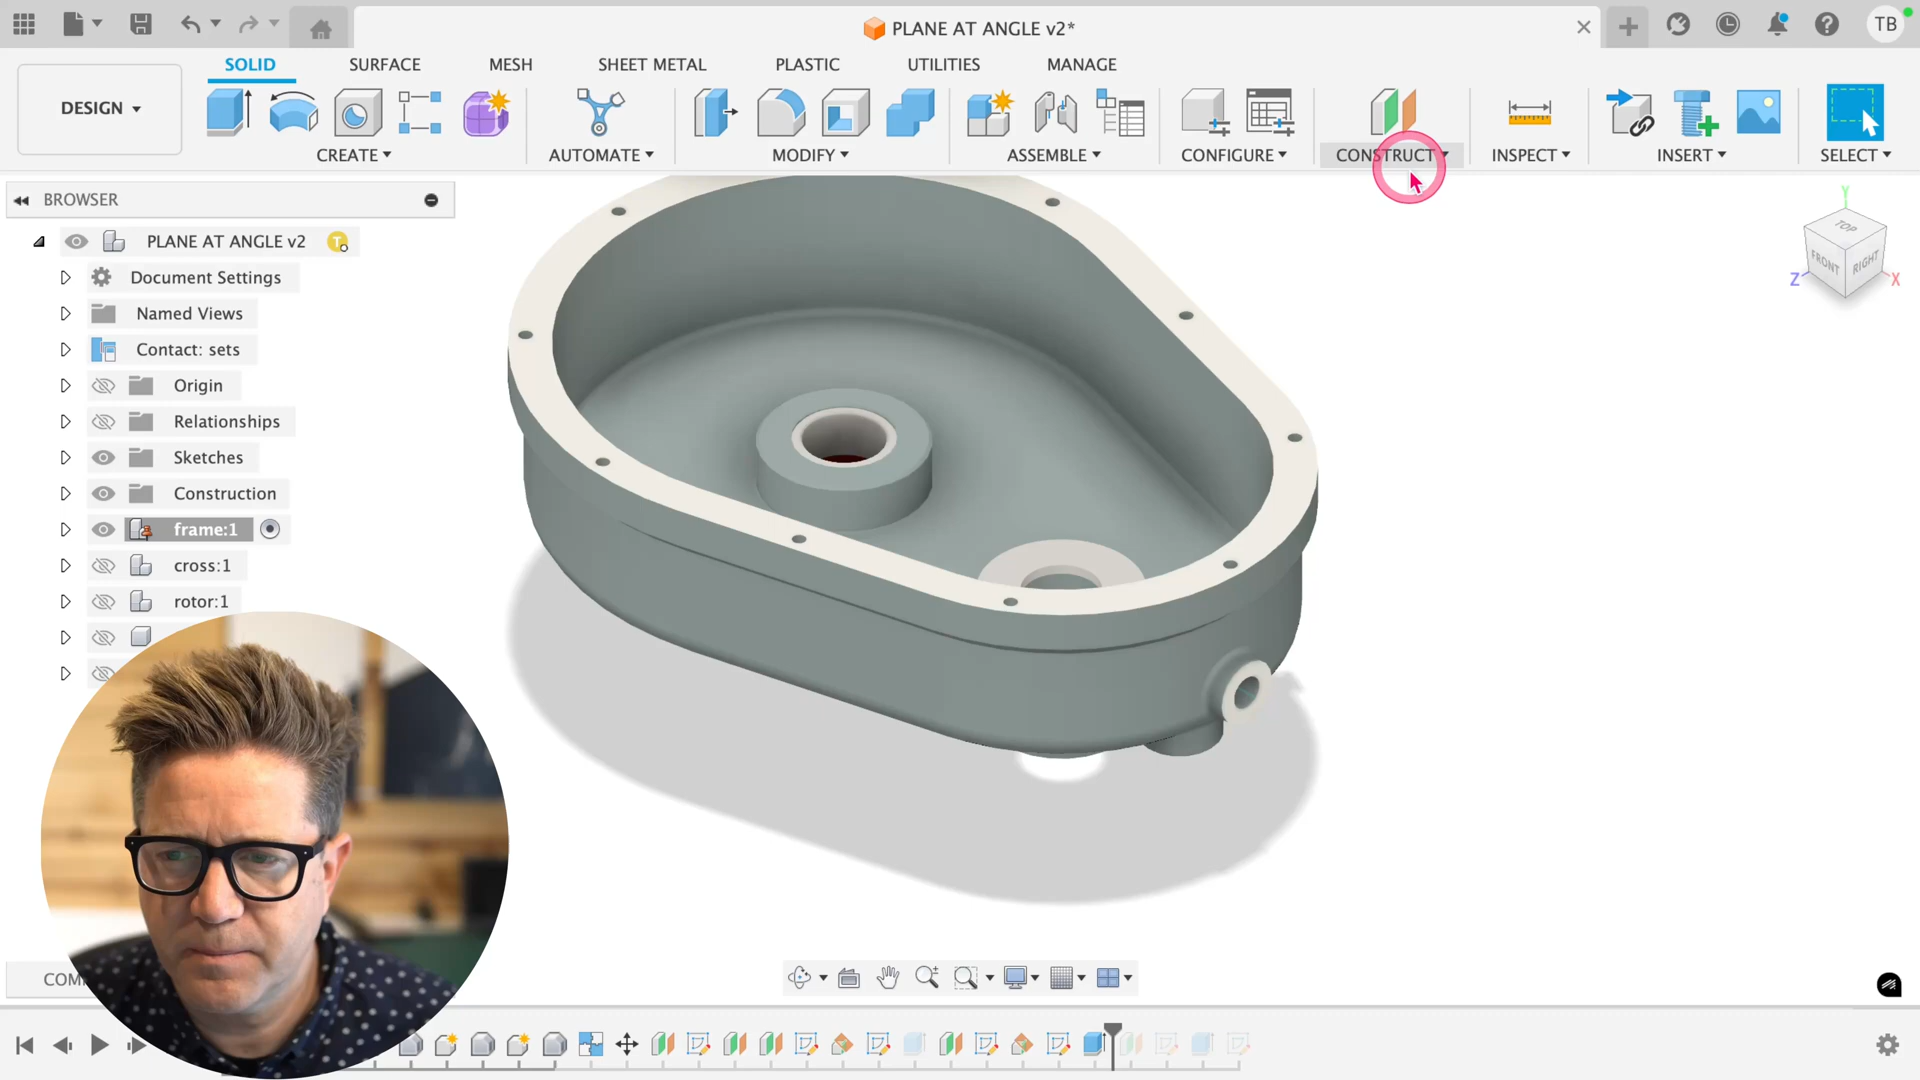 PLANE AT ANGLE v2*
TB
DESIGN
SOLID
SURFACE
MESH
SHEET METAL
PLASTIC
UTILITIES
MANAGE
CREATE
AUTOMATE
MODIFY
ASSEMBLE
CONFIGURE
CONSTRUCT
INSPECT
INSERT
SELECT
BROWSER
PLANE AT ANGLE v2
Document Settings
Named Views
Contact: sets
Origin
Relationships
Sketches
Construction
frame:1
cross:1
rotor:1
Y
TOP
FRONT
RIGHT
Z
X